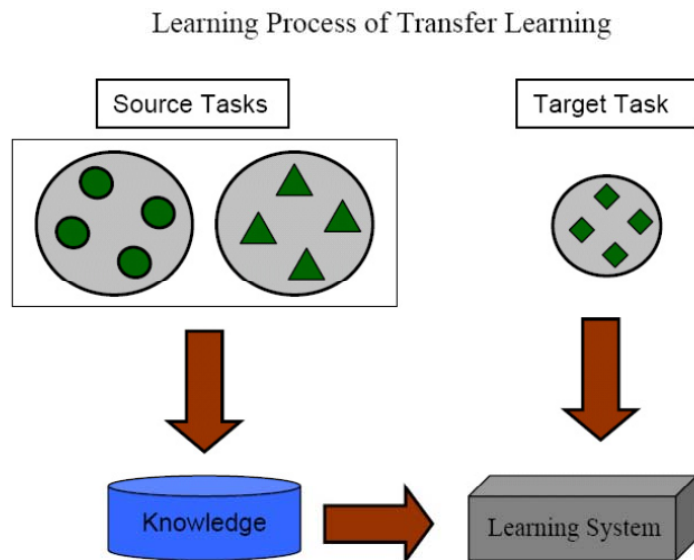 Learning Process of Transfer Learning
Source Tasks
Target Task
Knowledge
Learning System